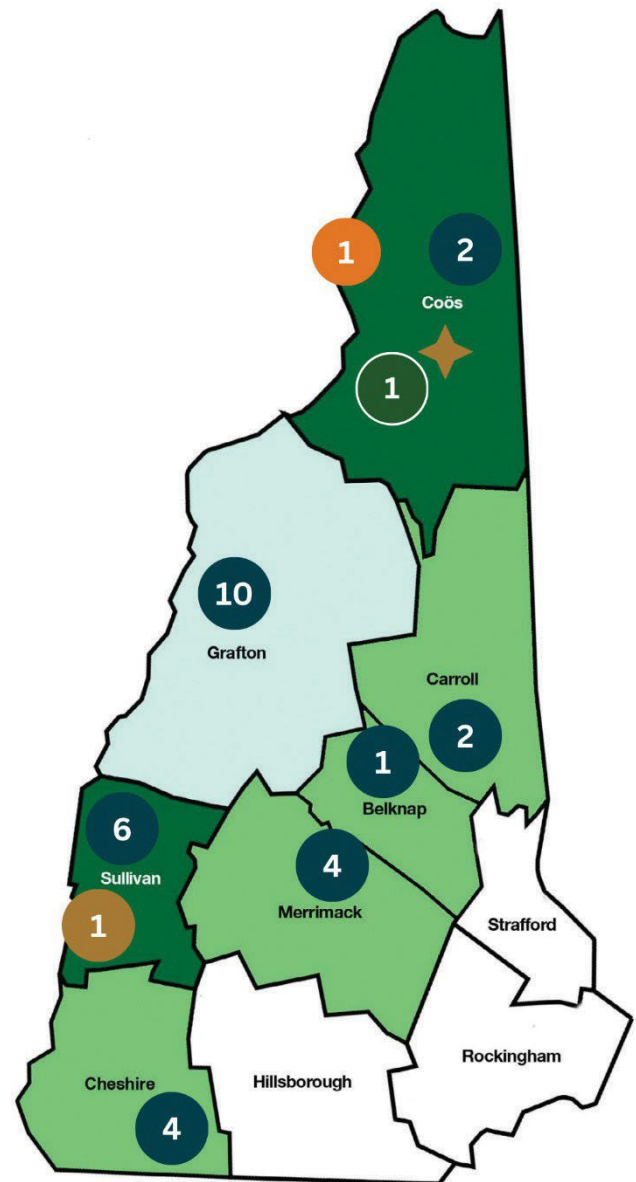 1
2
Coös
1
10
Grafton
Carroll
2
1
Belknap
6
Sullivan
4
Merrimack
1
Strafford
Rockingham
Cheshire
Hillsborough
4